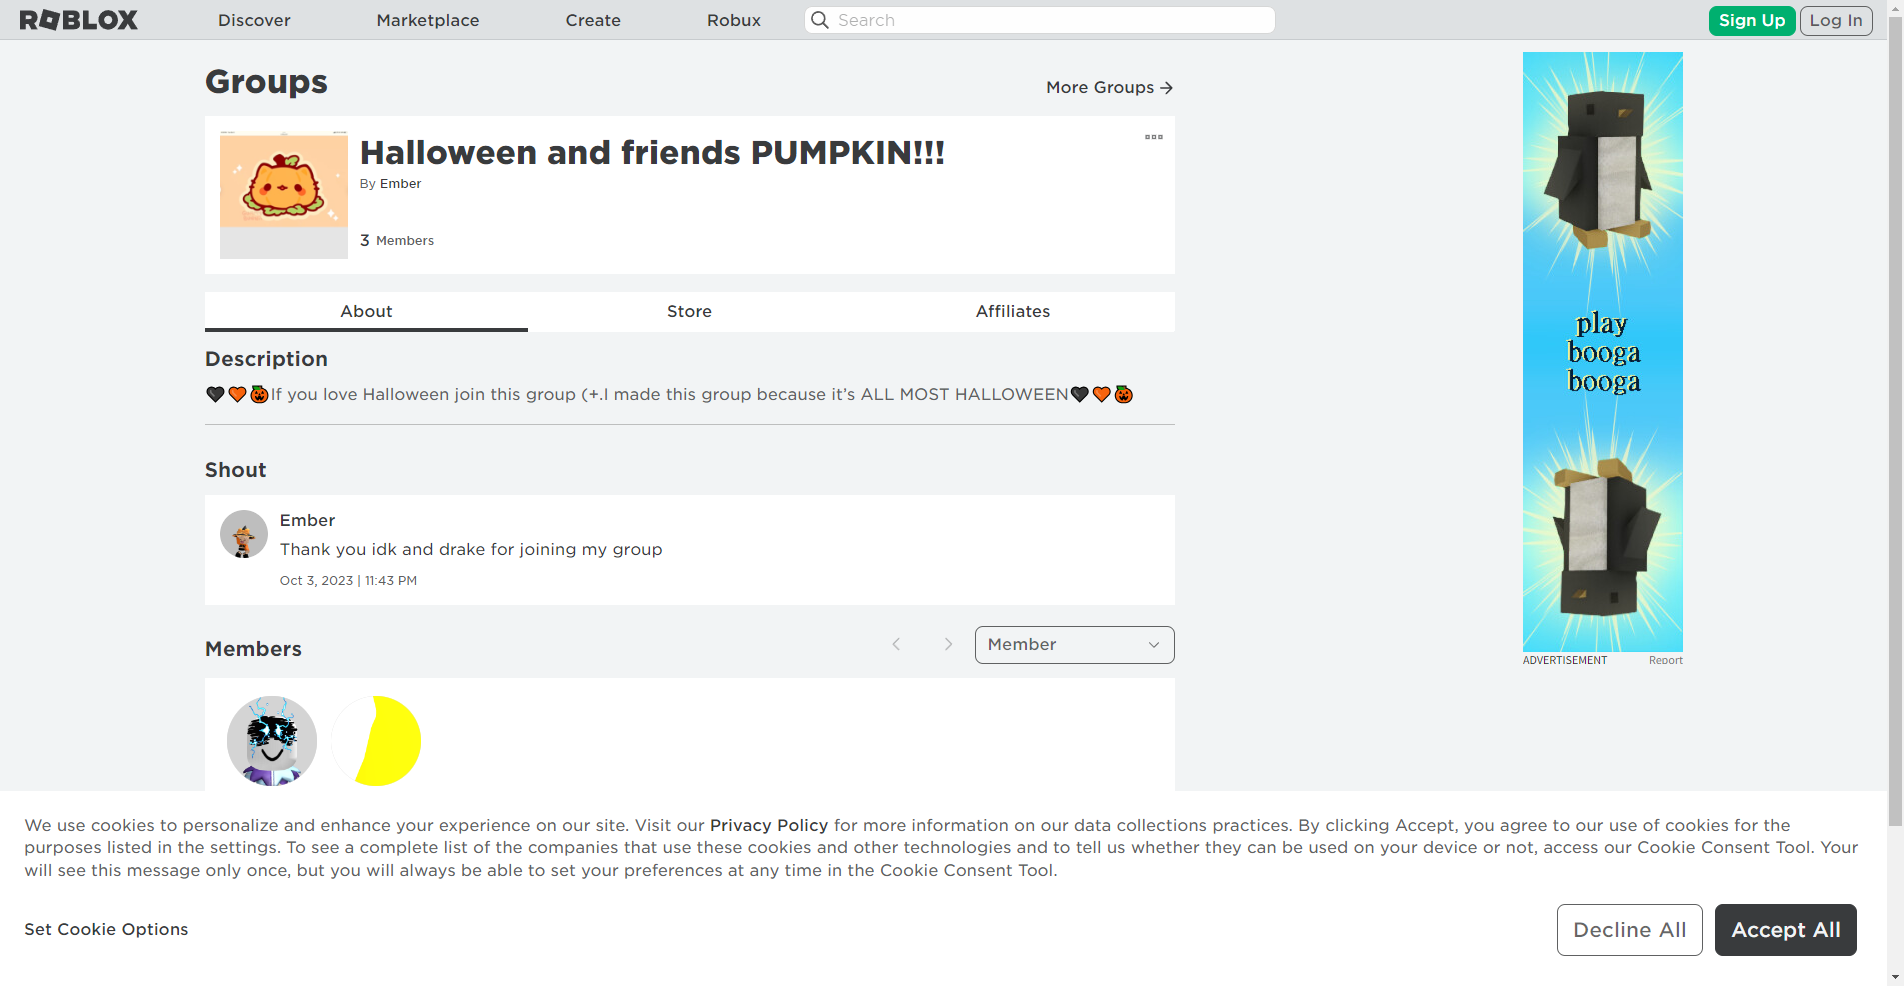 ROBLOX
Discover
Marketplace
Create
Robux
Search
Sign Up
Log In
Groups
More Groups →
Halloween and friends PUMPKIN!!!
By Ember
3 Members
About
Store
Affiliates
Description
🖤🧡🎃If you love Halloween join this group (+.I made this group because it's ALL MOST HALLOWEEN🖤🧡🎃
Shout
Ember
Thank you idk and drake for joining my group
Oct 3, 2023 | 11:43 PM
Members
Member
play
booga
booga
ADVERTISEMENT
Report
We use cookies to personalize and enhance your experience on our site. Visit our Privacy Policy for more information on our data collections practices. By clicking Accept, you agree to our use of cookies for the
purposes listed in the settings. To see a complete list of the companies that use these cookies and other technologies and to tell us whether they can be used on your device or not, access our Cookie Consent Tool. Your
will see this message only once, but you will always be able to set your preferences at any time in the Cookie Consent Tool.
Set Cookie Options
Decline All
Accept All